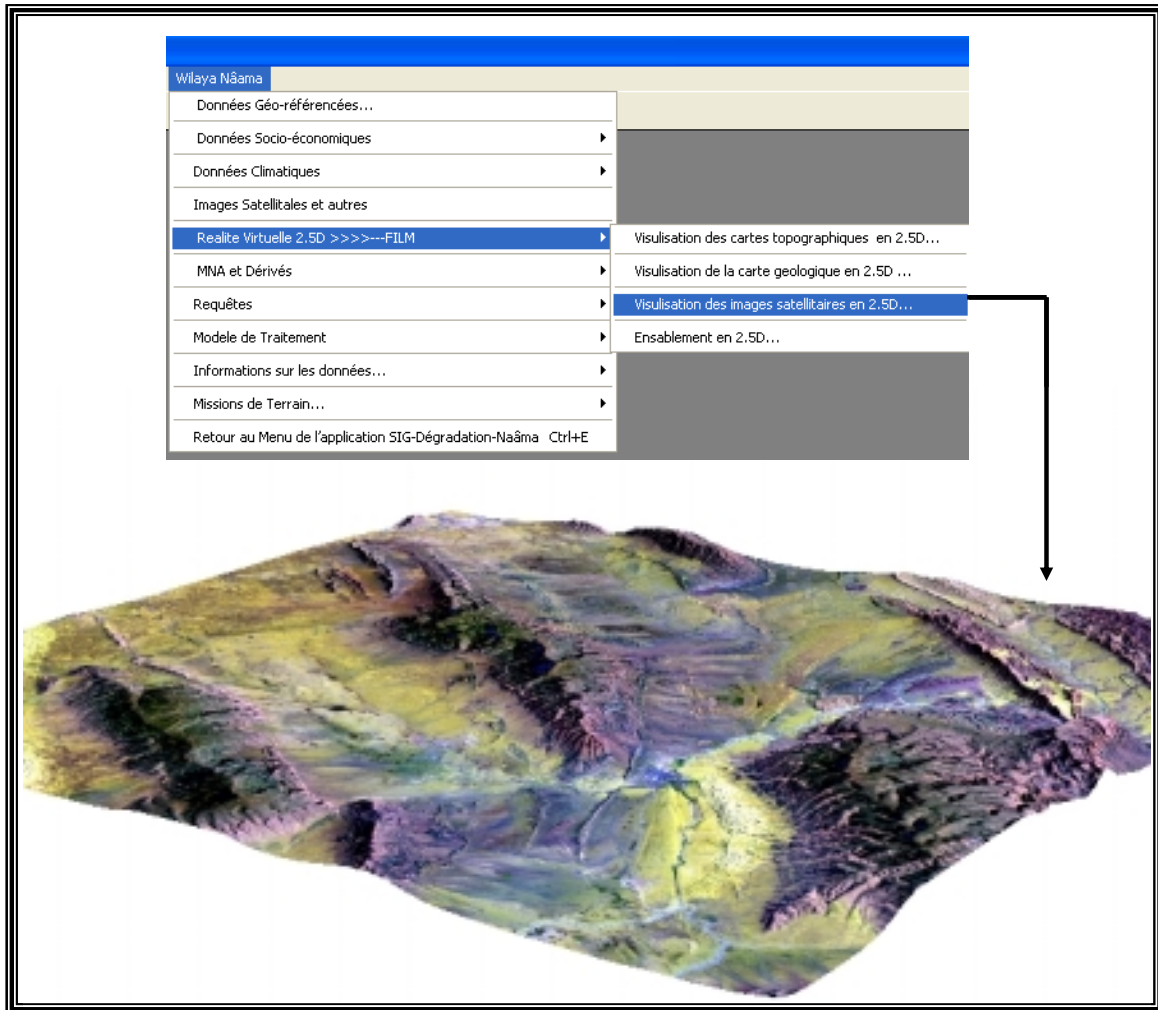 Wilaya Nâama
Données Géo-référencées...
Données Socio-économiques
Données Climatiques
Images Satellitales et autres
Realite Virtuelle 2.5D >>>>---FILM
MNA et Dérivés
Requêtes
Modele de Traitement
Informations sur les données...
Missions de Terrain...
Retour au Menu de l'application SIG-Dégradation-Naâma Ctrl+E
Visulisation des cartes topographiques en 2.5D...
Visulisation de la carte geologique en 2.5D ...
Visulisation des images satellitaires en 2.5D...
Ensablement en 2.5D...